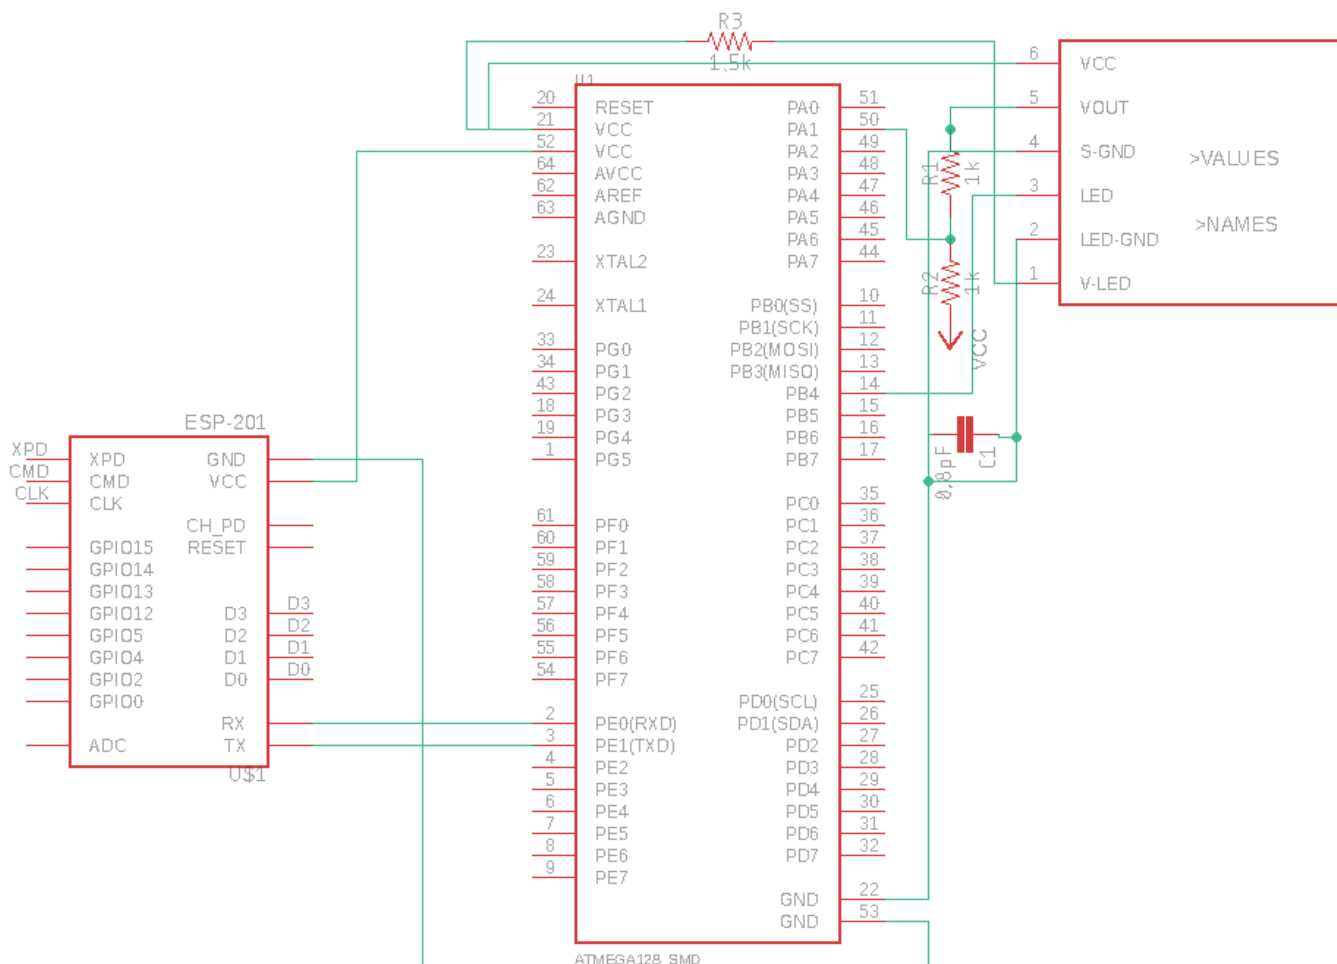 R3
1.5k
U1
20 RESET
21 VCC
52 VCC
64 AVCC
62 AREF
63 AGND
23 XTAL2
24 XTAL1
33 PG0
34 PG1
43 PG2
18 PG3
19 PG4
1 PG5
61 PF0
60 PF1
59 PF2
58 PF3
57 PF4
56 PF5
55 PF6
54 PF7
2 PE0(RXD)
3 PE1(TXD)
4 PE2
5 PE3
6 PE4
7 PE5
8 PE6
9 PE7
PA0 51
PA1 50
PA2 49
PA3 48
PA4 47
PA5 46
PA6 45
PA7 44
PB0(SS) 10
PB1(SCK) 11
PB2(MOSI) 12
PB3(MISO) 13
PB4 14
PB5 15
PB6 16
PB7 17
PC0 35
PC1 36
PC2 37
PC3 38
PC4 39
PC5 40
PC6 41
PC7 42
PD0(SCL) 25
PD1(SDA) 26
PD2 27
PD3 28
PD4 29
PD5 30
PD6 31
PD7 32
GND 22
GND 53
ATMEGA128_SMD
6 VCC
5 VOUT
4 S-GND
3 LED
2 LED-GND
1 V-LED
>VALUES
>NAMES
R1
1k
R2
1k
VCC
C1
ESP-201
XPD XPD
CMD CMD
CLK CLK
GPIO15
GPIO14
GPIO13
GPIO12
GPIO5
GPIO4
GPIO2
GPIO0
ADC
GND
VCC
CH_PD
RESET
D3 D3
D2 D2
D1 D1
D0 D0
RX
TX
U$1